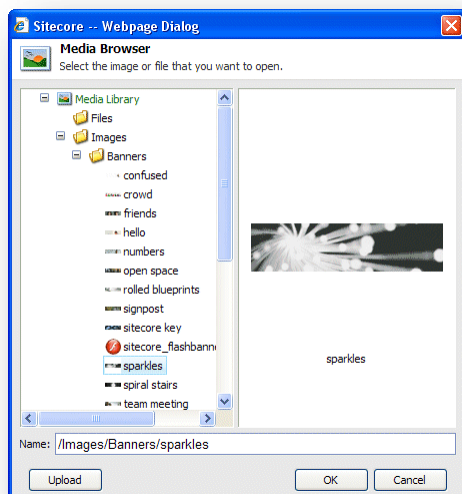 Sitecore -- Webpage Dialog
Media Browser
Select the image or file that you want to open.
Media Library
Files
Images
Banners
confused
crowd
friends
hello
numbers
open space
rolled blueprints
signpost
sitecore key
sitecore_flashbanne
sparkles
spiral stairs
team meeting
sparkles
Name: /Images/Banners/sparkles
Upload OK Cancel